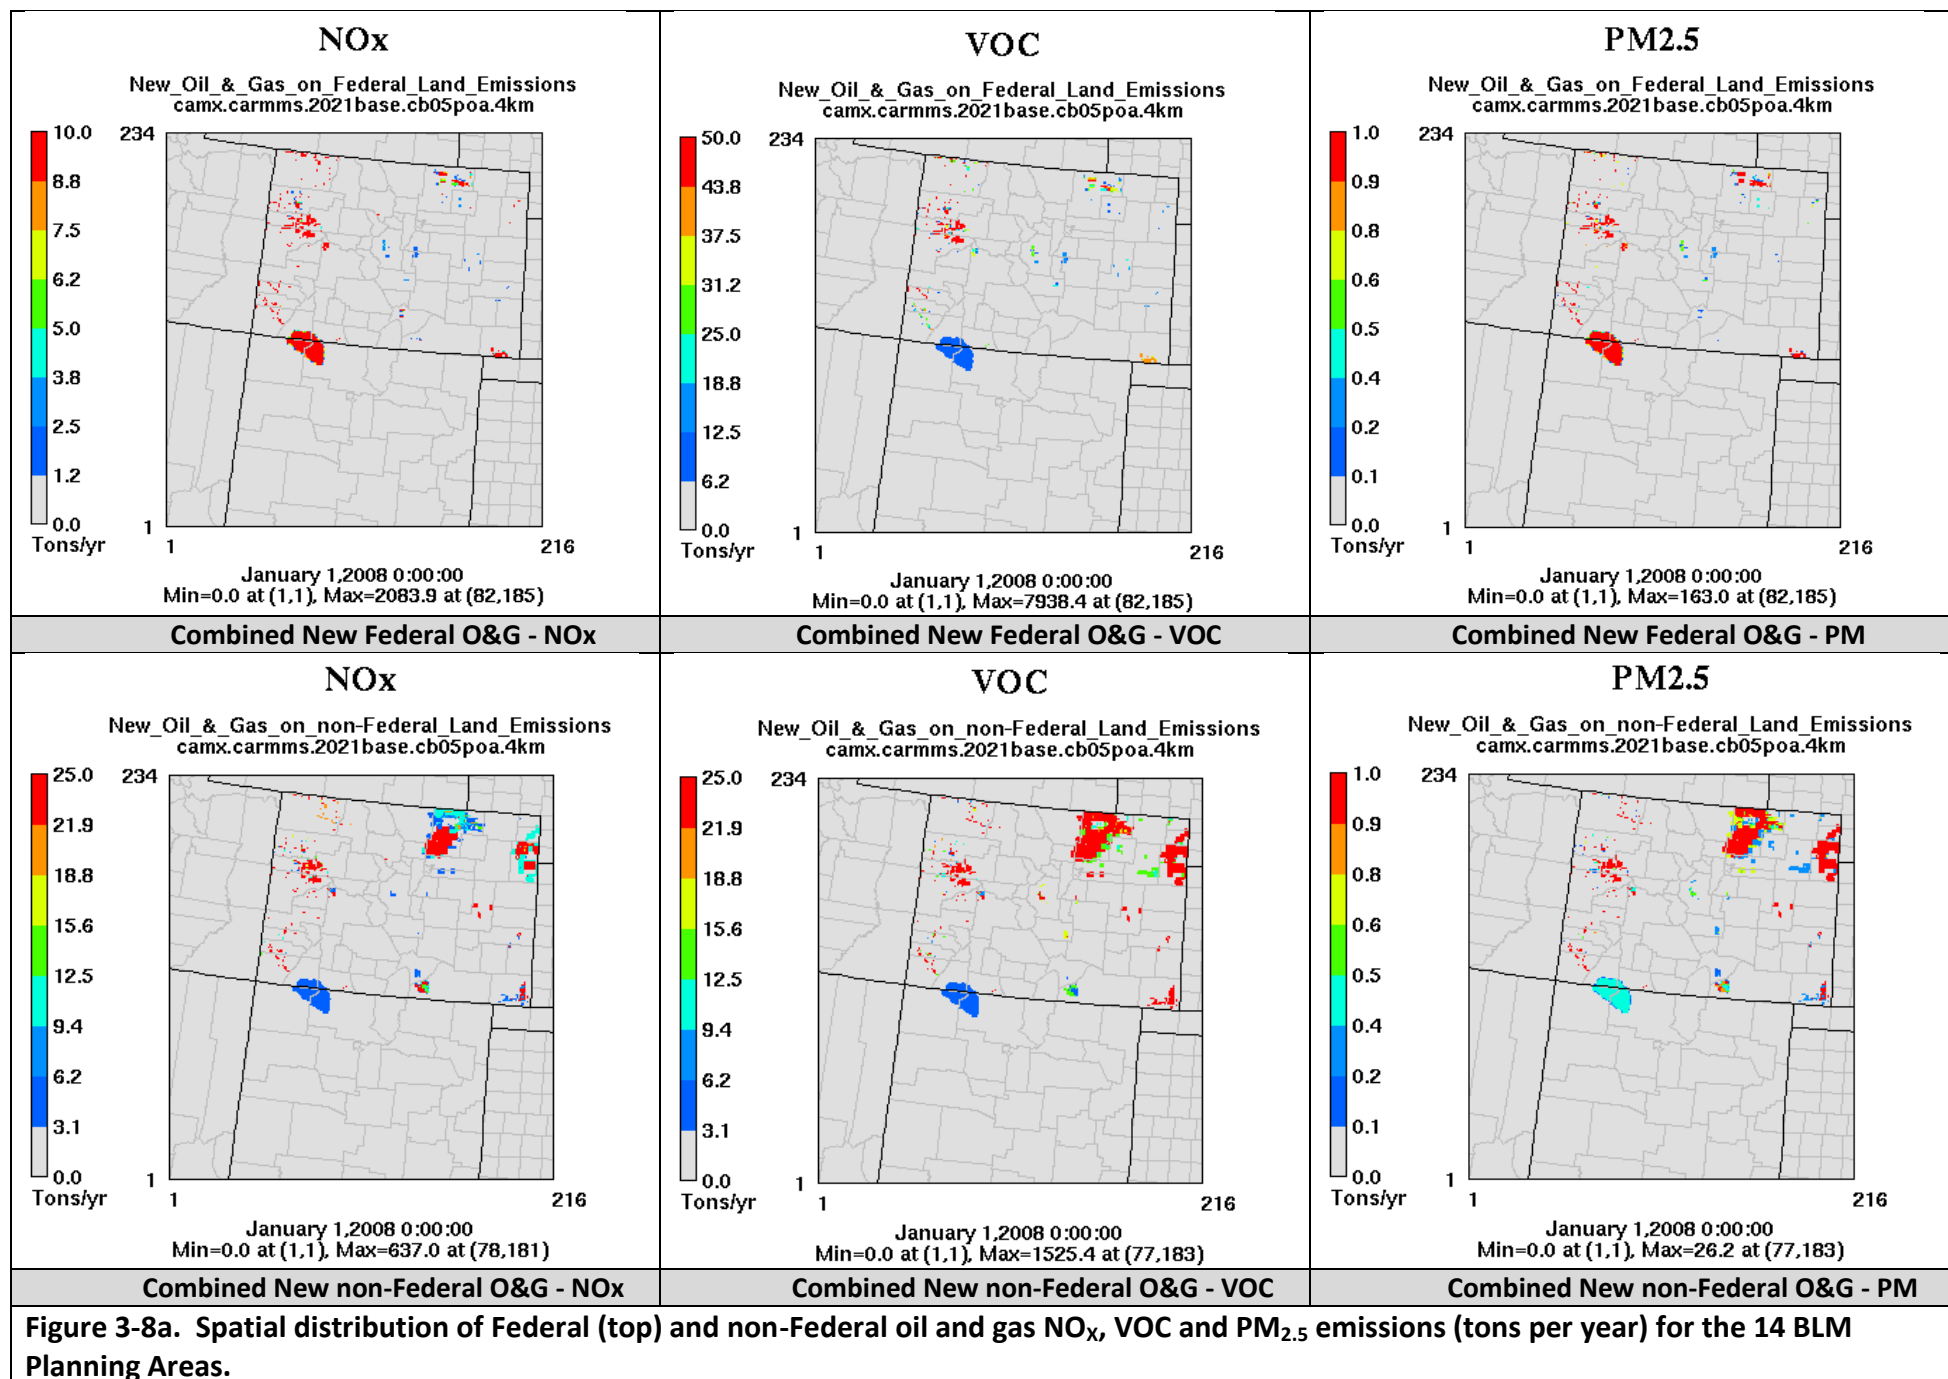 NOx
New_Oil_&_Gas_on_Federal_Land_Emissions
camx.carmms.2021base.cb05poa.4km
10.0
8.8
7.5
6.2
5.0
3.8
2.5
1.2
0.0
Tons/yr
234
1
1
216
January 1,2008 0:00:00
Min=0.0 at (1,1), Max=2083.9 at (82,185)
Combined New Federal O&G - NOx
VOC
New_Oil_&_Gas_on_Federal_Land_Emissions
camx.carmms.2021base.cb05poa.4km
50.0
43.8
37.5
31.2
25.0
18.8
12.5
6.2
0.0
Tons/yr
234
1
1
216
January 1,2008 0:00:00
Min=0.0 at (1,1), Max=7938.4 at (82,185)
Combined New Federal O&G - VOC
PM2.5
New_Oil_&_Gas_on_Federal_Land_Emissions
camx.carmms.2021base.cb05poa.4km
1.0
0.9
0.8
0.6
0.5
0.4
0.2
0.1
0.0
Tons/yr
234
1
1
216
January 1,2008 0:00:00
Min=0.0 at (1,1), Max=163.0 at (82,185)
Combined New Federal O&G - PM
NOx
New_Oil_&_Gas_on_non-Federal_Land_Emissions
camx.carmms.2021base.cb05poa.4km
25.0
21.9
18.8
15.6
12.5
9.4
6.2
3.1
0.0
Tons/yr
234
1
1
216
January 1,2008 0:00:00
Min=0.0 at (1,1), Max=637.0 at (78,181)
Combined New non-Federal O&G - NOx
VOC
New_Oil_&_Gas_on_non-Federal_Land_Emissions
camx.carmms.2021base.cb05poa.4km
25.0
21.9
18.8
15.6
12.5
9.4
6.2
3.1
0.0
Tons/yr
234
1
1
216
January 1,2008 0:00:00
Min=0.0 at (1,1), Max=1525.4 at (77,183)
Combined New non-Federal O&G - VOC
PM2.5
New_Oil_&_Gas_on_non-Federal_Land_Emissions
camx.carmms.2021base.cb05poa.4km
1.0
0.9
0.8
0.6
0.5
0.4
0.2
0.1
0.0
Tons/yr
234
1
1
216
January 1,2008 0:00:00
Min=0.0 at (1,1), Max=26.2 at (77,183)
Combined New non-Federal O&G - PM
Figure 3-8a. Spatial distribution of Federal (top) and non-Federal oil and gas NOX, VOC and PM2.5 emissions (tons per year) for the 14 BLM
Planning Areas.